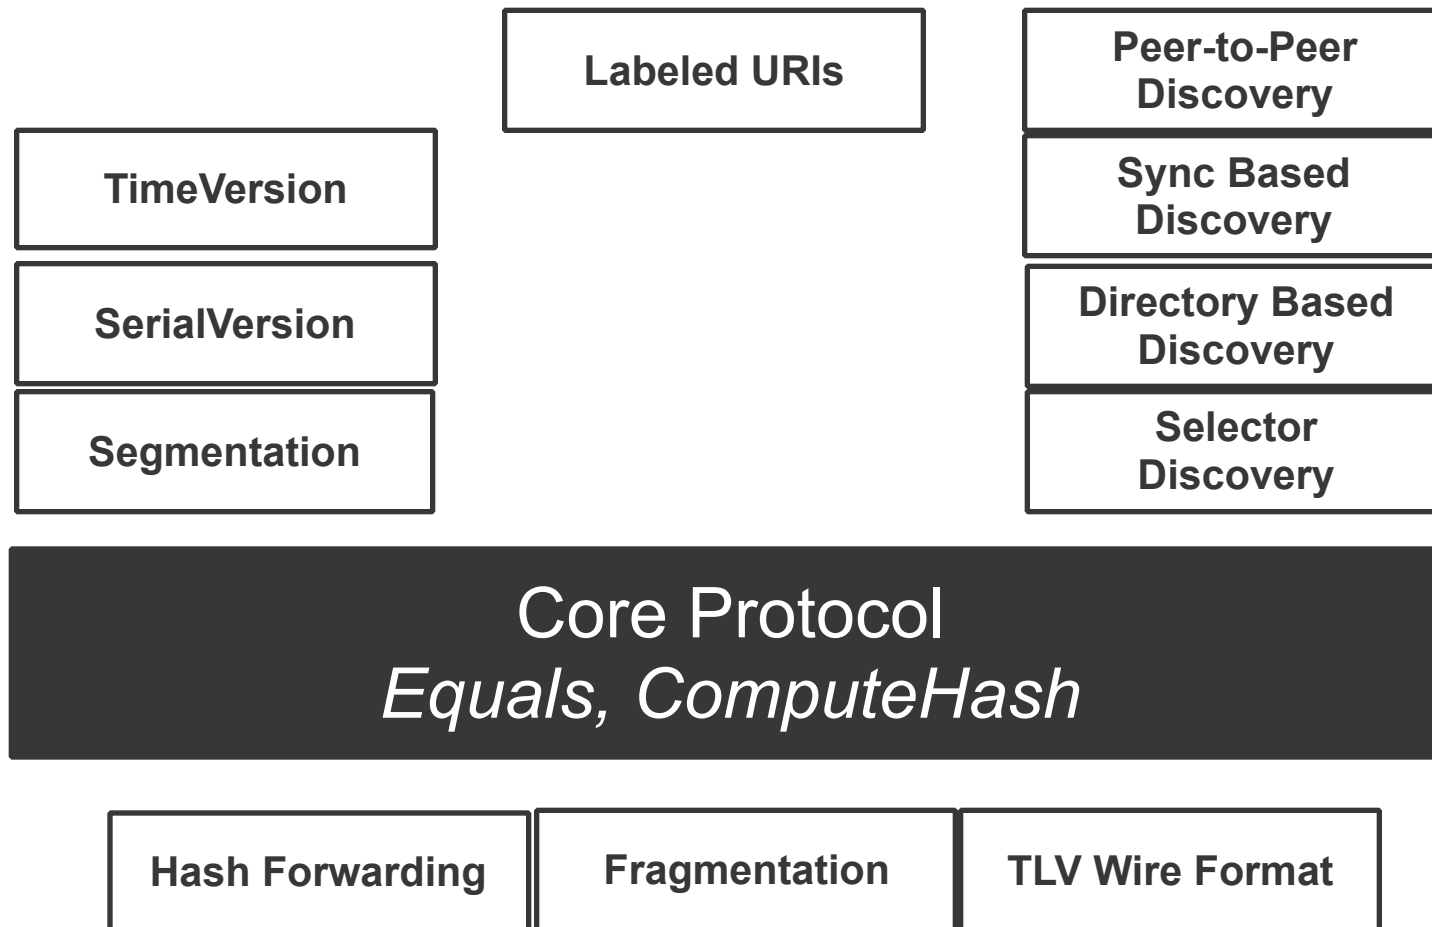 Labeled URIs
Peer-to-Peer
Discovery
TimeVersion
Sync Based
Discovery
SerialVersion
Directory Based
Discovery
Segmentation
Selector
Discovery
Core Protocol
Equals, ComputeHash
Hash Forwarding
Fragmentation
TLV Wire Format